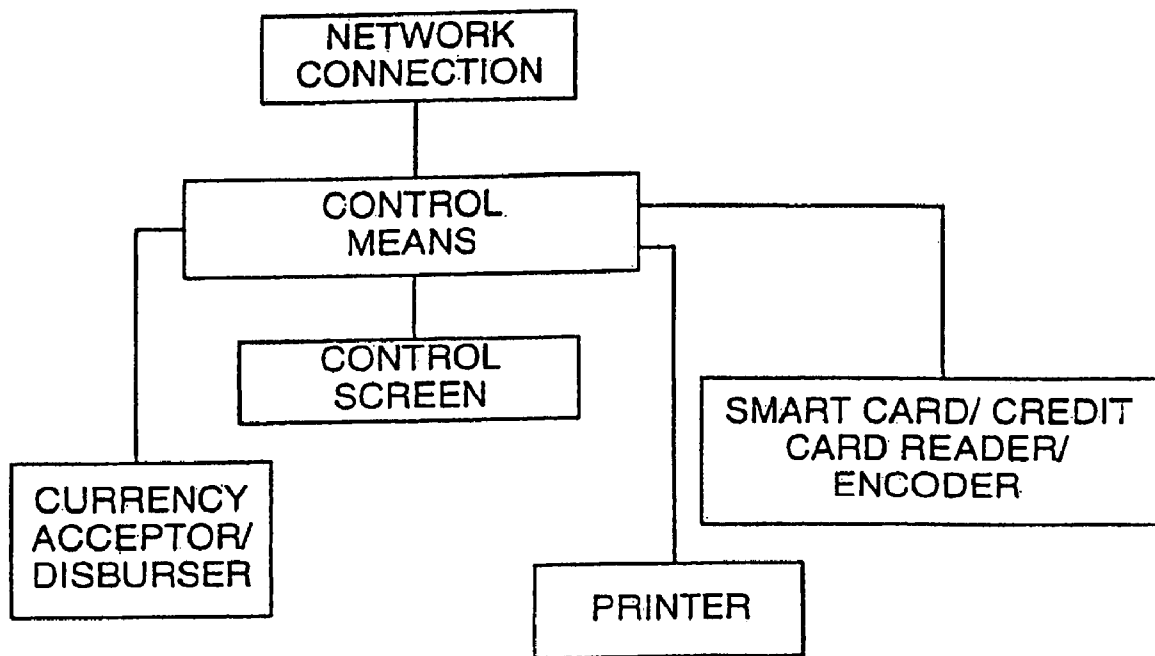 NETWORK
CONNECTION
CONTROL
MEANS
CONTROL
SCREEN
SMART CARD/ CREDIT
CARD READER/
ENCODER
CURRENCY
ACCEPTOR/
DISBURSER
PRINTER